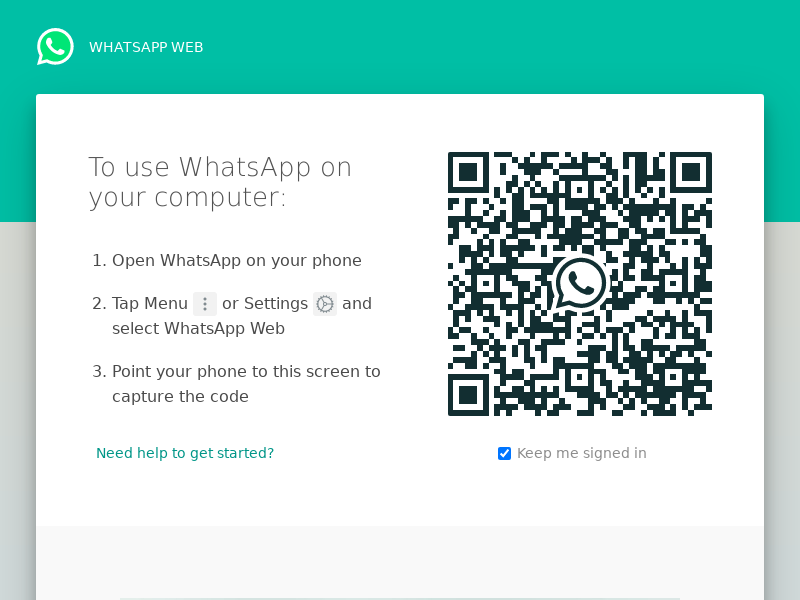 WHATSAPP WEB
To use WhatsApp on
your computer:
1. Open WhatsApp on your phone
2. Tap Menu or Settings and
select WhatsApp Web
3. Point your phone to this screen to
capture the code
Need help to get started?
Keep me signed in